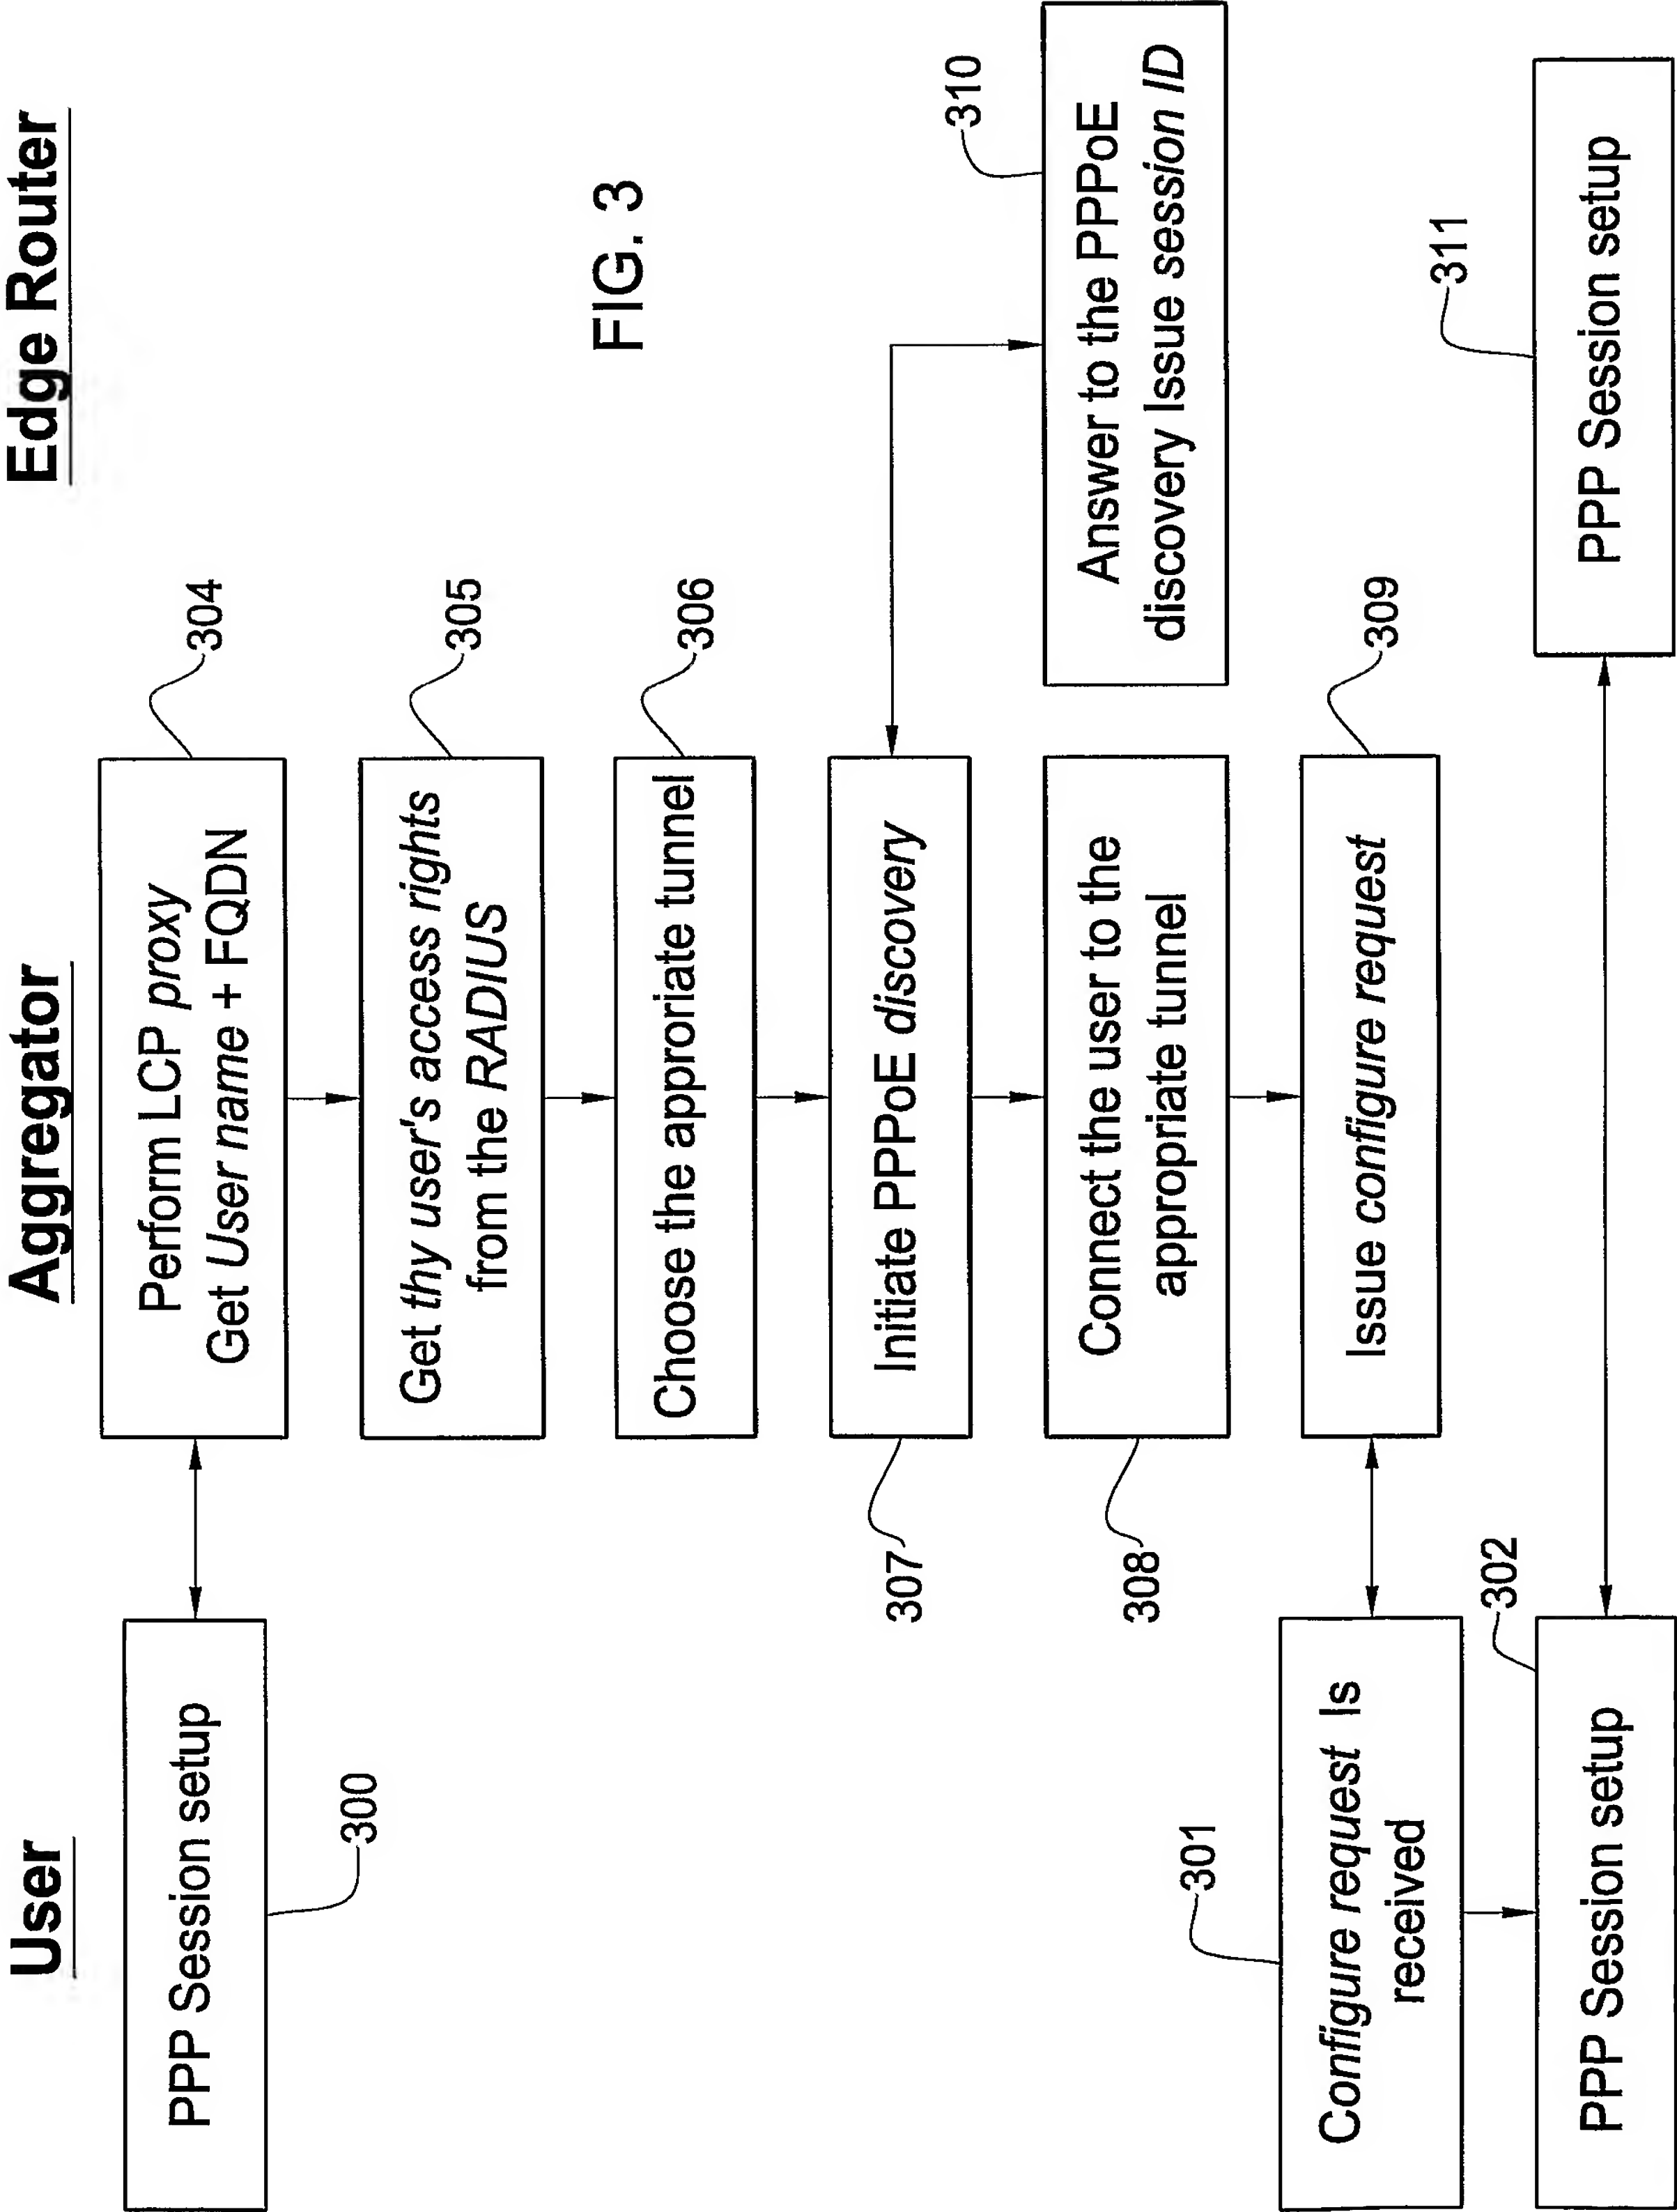 User
Aggregator
Edge Router
PPP Session setup
300
Perform LCP proxy
Get User name + FQDN
304
Get thy user's access rights
from the RADIUS
305
Choose the approriate tunnel
306
FIG. 3
Initiate PPPoE discovery
307
Answer to the PPPoE
discovery Issue session ID
310
Connect the user to the
appropriate tunnel
308
Configure request Is
received
301
Issue configure request
309
PPP Session setup
302
PPP Session setup
311